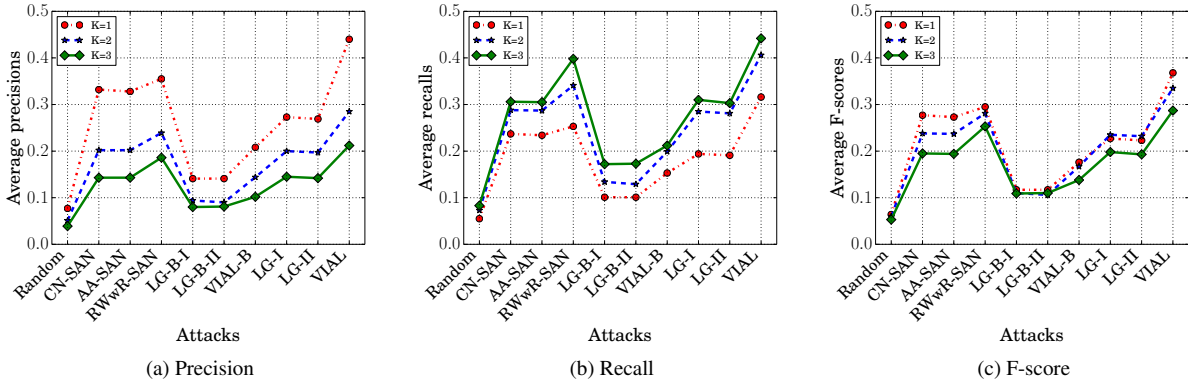 0.5
0.4
0.3
0.2
0.1
0.0
Average precisions
K=1
K=2
K=3
Random
CN-SAN
AA-SAN
RWwR-SAN
LG-B-I
LG-B-II
VIAL-B
LG-I
LG-II
VIAL
Attacks
(a) Precision
0.5
0.4
0.3
0.2
0.1
0.0
Average recalls
K=1
K=2
K=3
Random
CN-SAN
AA-SAN
RWwR-SAN
LG-B-I
LG-B-II
VIAL-B
LG-I
LG-II
VIAL
Attacks
(b) Recall
0.5
0.4
0.3
0.2
0.1
0.0
Average F-scores
K=1
K=2
K=3
Random
CN-SAN
AA-SAN
RWwR-SAN
LG-B-I
LG-B-II
VIAL-B
LG-I
LG-II
VIAL
Attacks
(c) F-score